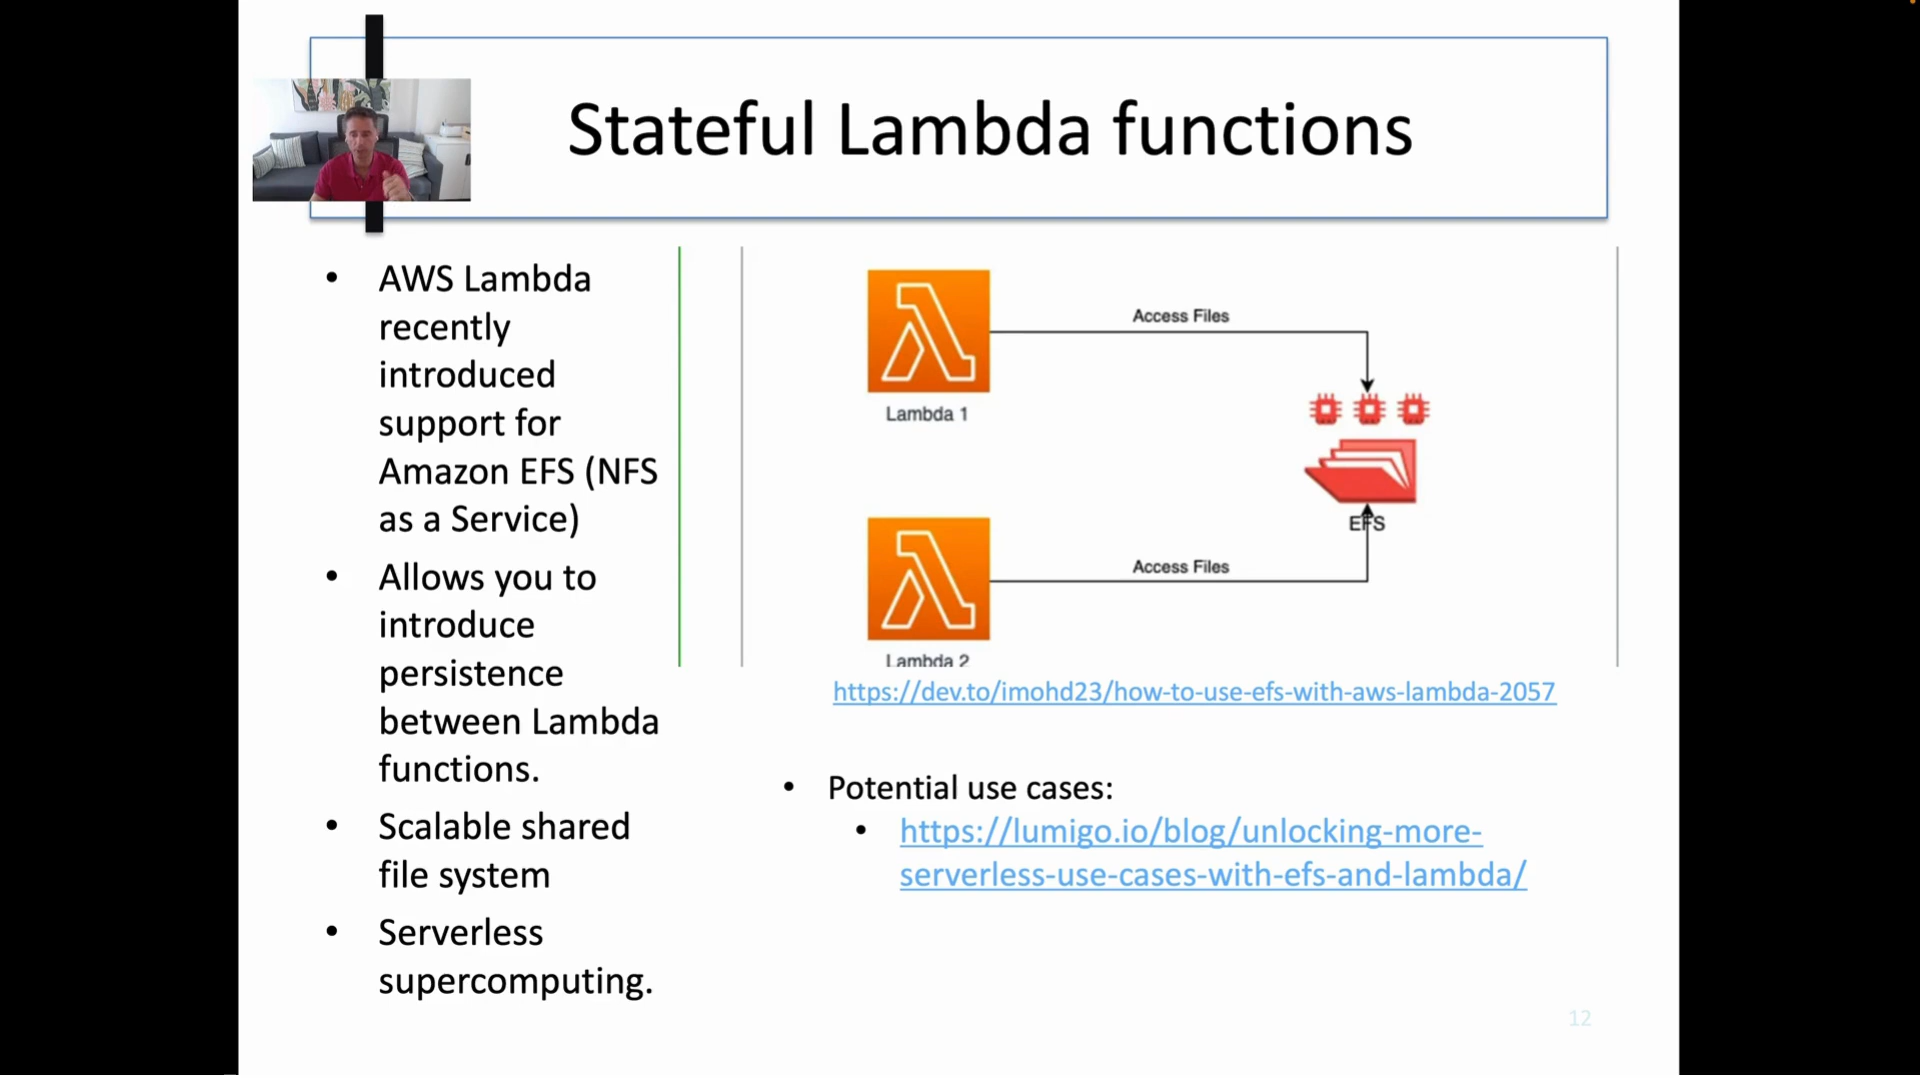 Stateful Lambda functions
• AWS Lambda
recently
introduced
support for
Amazon EFS (NFS
as a Service)
• Allows you to
introduce
persistence
between Lambda
functions.
• Scalable shared
file system
• Serverless
supercomputing.
Access Files
Lambda 1
EFS
Access Files
Lambda 2
https://dev.to/imohd23/how-to-use-efs-with-aws-lambda-2057
• Potential use cases:
• https://lumigo.io/blog/unlocking-more-
serverless-use-cases-with-efs-and-lambda/
12